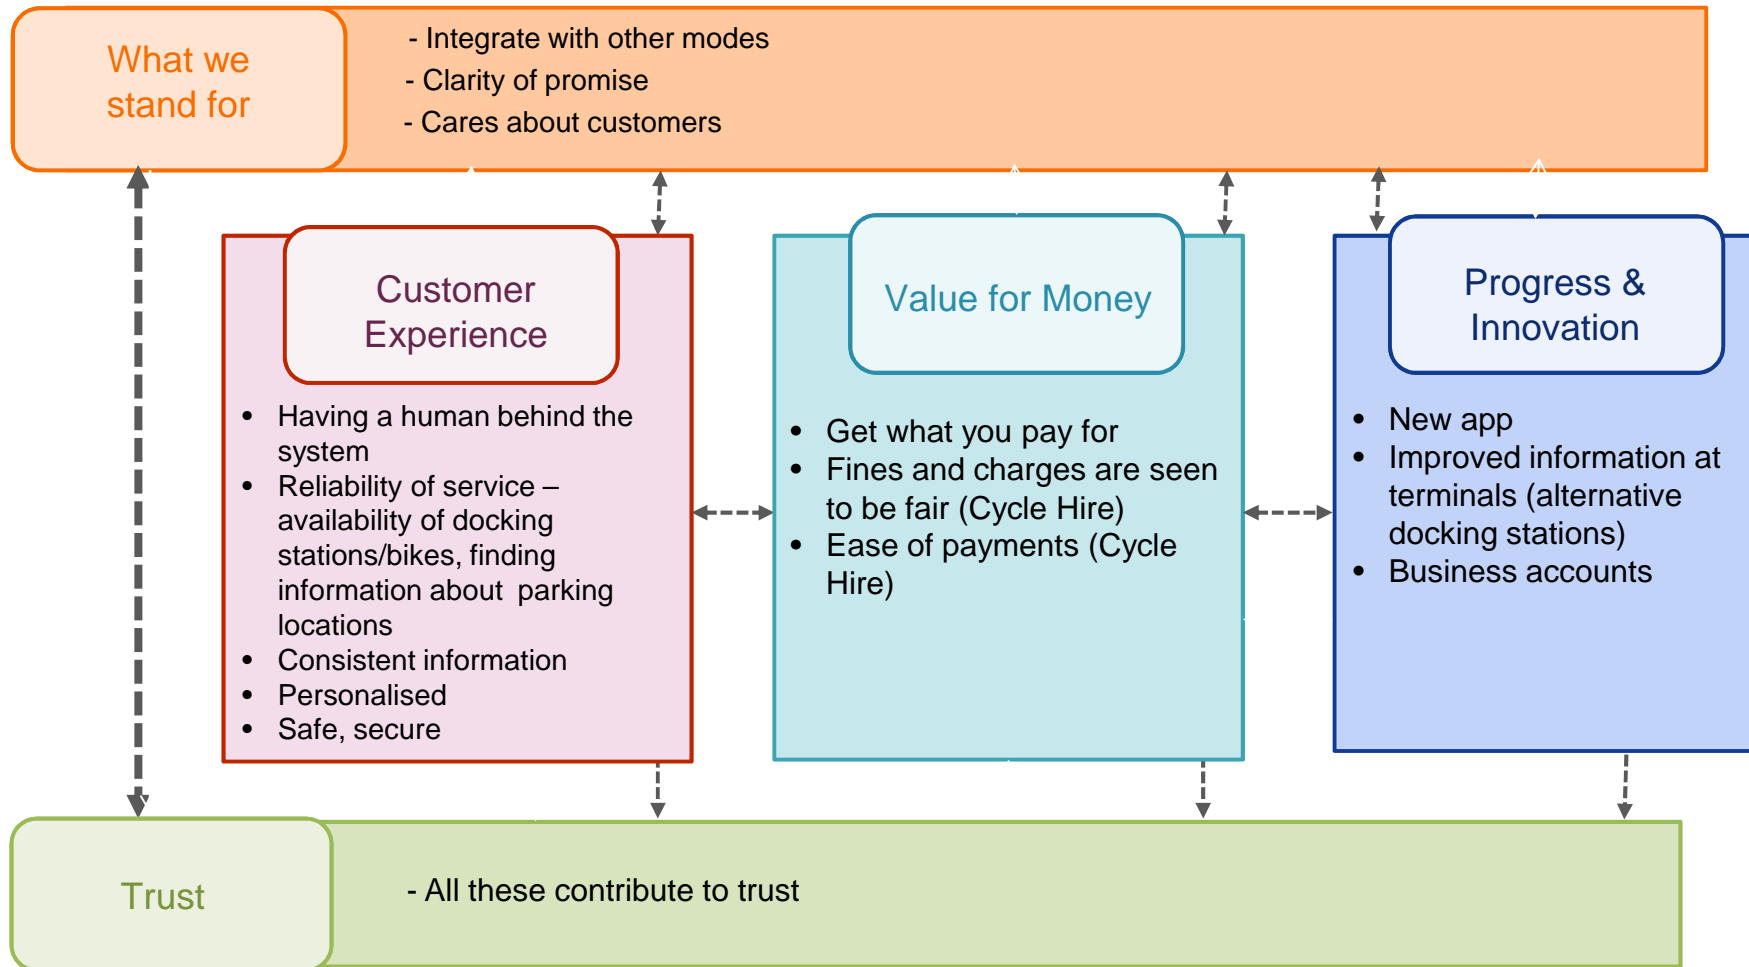 What we
stand for
- Integrate with other modes
- Clarity of promise
- Cares about customers
Customer
Experience
• Having a human behind the
system
• Reliability of service –
availability of docking
stations/bikes, finding
information about parking
locations
• Consistent information
• Personalised
• Safe, secure
Value for Money
• Get what you pay for
• Fines and charges are seen
to be fair (Cycle Hire)
• Ease of payments (Cycle
Hire)
Progress &
Innovation
• New app
• Improved information at
terminals (alternative
docking stations)
• Business accounts
Trust
- All these contribute to trust